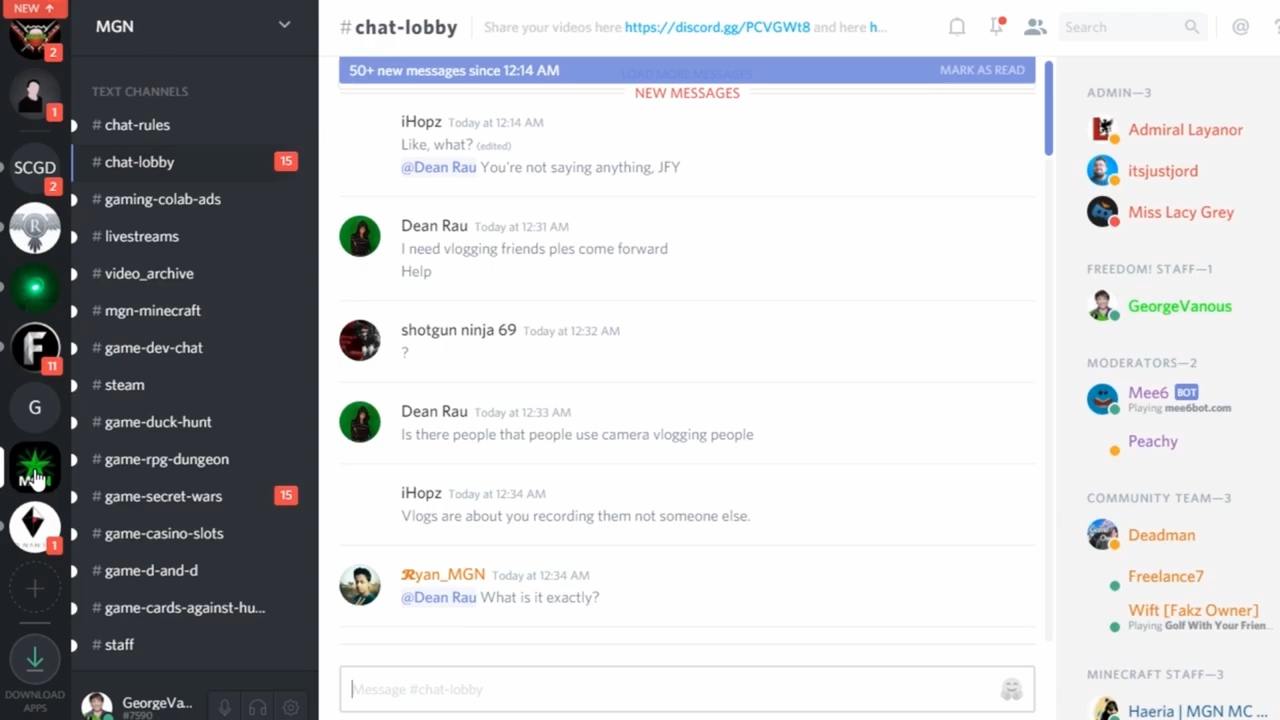 NEW ↑
2
1
SCGD
2
11
G
1
DOWNLOAD
APPS
MGN
TEXT CHANNELS
# chat-rules
# chat-lobby 15
# gaming-colab-ads
# livestreams
# video_archive
# mgn-minecraft
# game-dev-chat
# steam
# game-duck-hunt
# game-rpg-dungeon
# game-secret-wars 15
# game-casino-slots
# game-d-and-d
# game-cards-against-hu...
# staff
GeorgeVa...
#7590
# chat-lobby Share your videos here https://discord.gg/PCVGWt8 and here h...
Search
50+ new messages since 12:14 AM LOAD MORE MESSAGES MARK AS READ
NEW MESSAGES
iHopz Today at 12:14 AM
Like, what? (edited)
@Dean Rau You're not saying anything, JFY
Dean Rau Today at 12:31 AM
I need vlogging friends ples come forward
Help
shotgun ninja 69 Today at 12:32 AM
?
Dean Rau Today at 12:33 AM
Is there people that people use camera vlogging people
iHopz Today at 12:34 AM
Vlogs are about you recording them not someone else.
𝓡yan_MGN Today at 12:34 AM
@Dean Rau What is it exactly?
Message #chat-lobby
ADMIN—3
Admiral Layanor
itsjustjord
Miss Lacy Grey
FREEDOM! STAFF—1
GeorgeVanous
MODERATORS—2
Mee6 BOT
Playing mee6bot.com
Peachy
COMMUNITY TEAM—3
Deadman
Freelance7
Wift [Fakz Owner]
Playing Golf With Your Frien...
MINECRAFT STAFF—3
Haeria | MGN MC ...